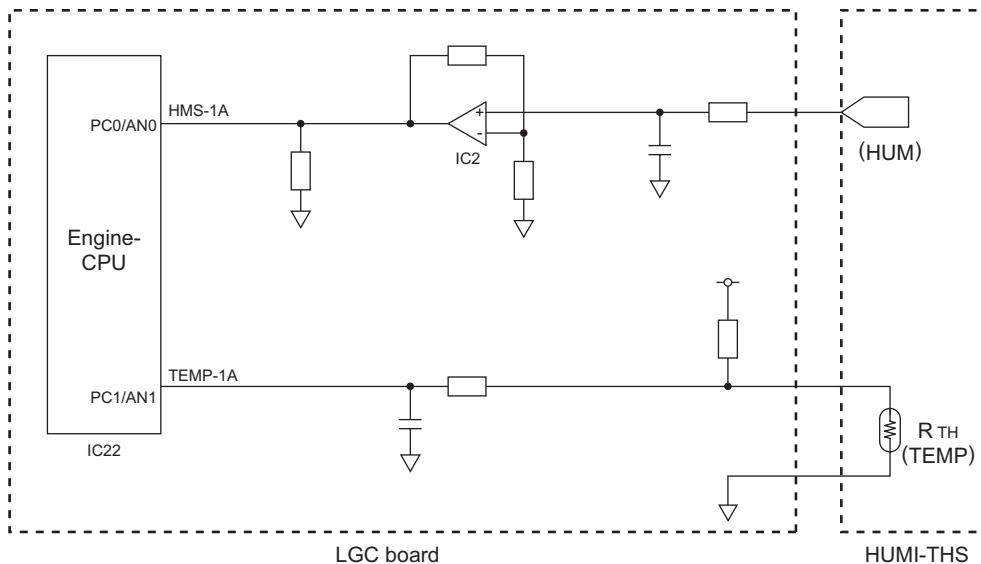 HMS-1A
PC0/AN0
+
-
IC2
(HUM)
Engine-
CPU
TEMP-1A
PC1/AN1
IC22
R TH
(TEMP)
LGC board
HUMI-THS